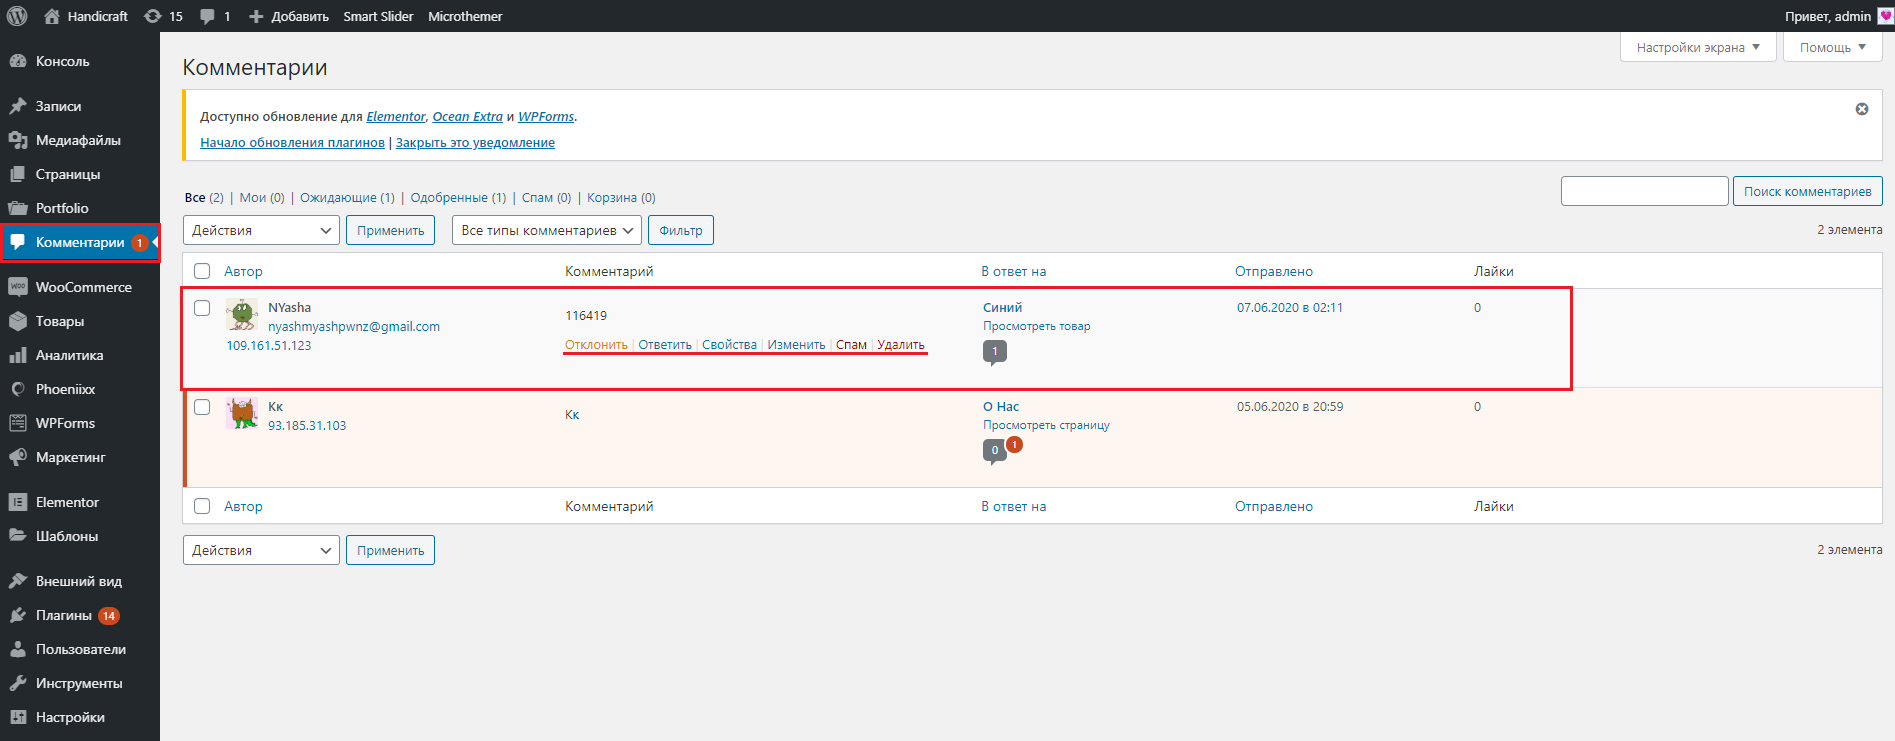 Handicraft 15 1 Добавить Smart Slider Microthemer Привет, admin
Настройки экрана Помощь
Консоль
Записи
Медиафайлы
Страницы
Portfolio
Комментарии 1
WooCommerce
Товары
Аналитика
Phoeniixx
WPForms
Маркетинг
Elementor
Шаблоны
Внешний вид
Плагины 14
Пользователи
Инструменты
Настройки
Комментарии
Доступно обновление для Elementor, Ocean Extra и WPForms.
Начало обновления плагинов | Закрыть это уведомление
Все (2) | Мои (0) | Ожидающие (1) | Одобренные (1) | Спам (0) | Корзина (0)
Поиск комментариев
Действия Применить Все типы комментариев Фильтр 2 элемента
Автор Комментарий В ответ на Отправлено Лайки
NYasha 116419 Синий 07.06.2020 в 02:11 0
nyashmyashpwnz@gmail.com Просмотреть товар
109.161.51.123 Отклонить | Ответить | Свойства | Изменить | Спам | Удалить 1
Кк Кк О Нас 05.06.2020 в 20:59 0
93.185.31.103 Просмотреть страницу
0 1
Автор Комментарий В ответ на Отправлено Лайки
Действия Применить 2 элемента